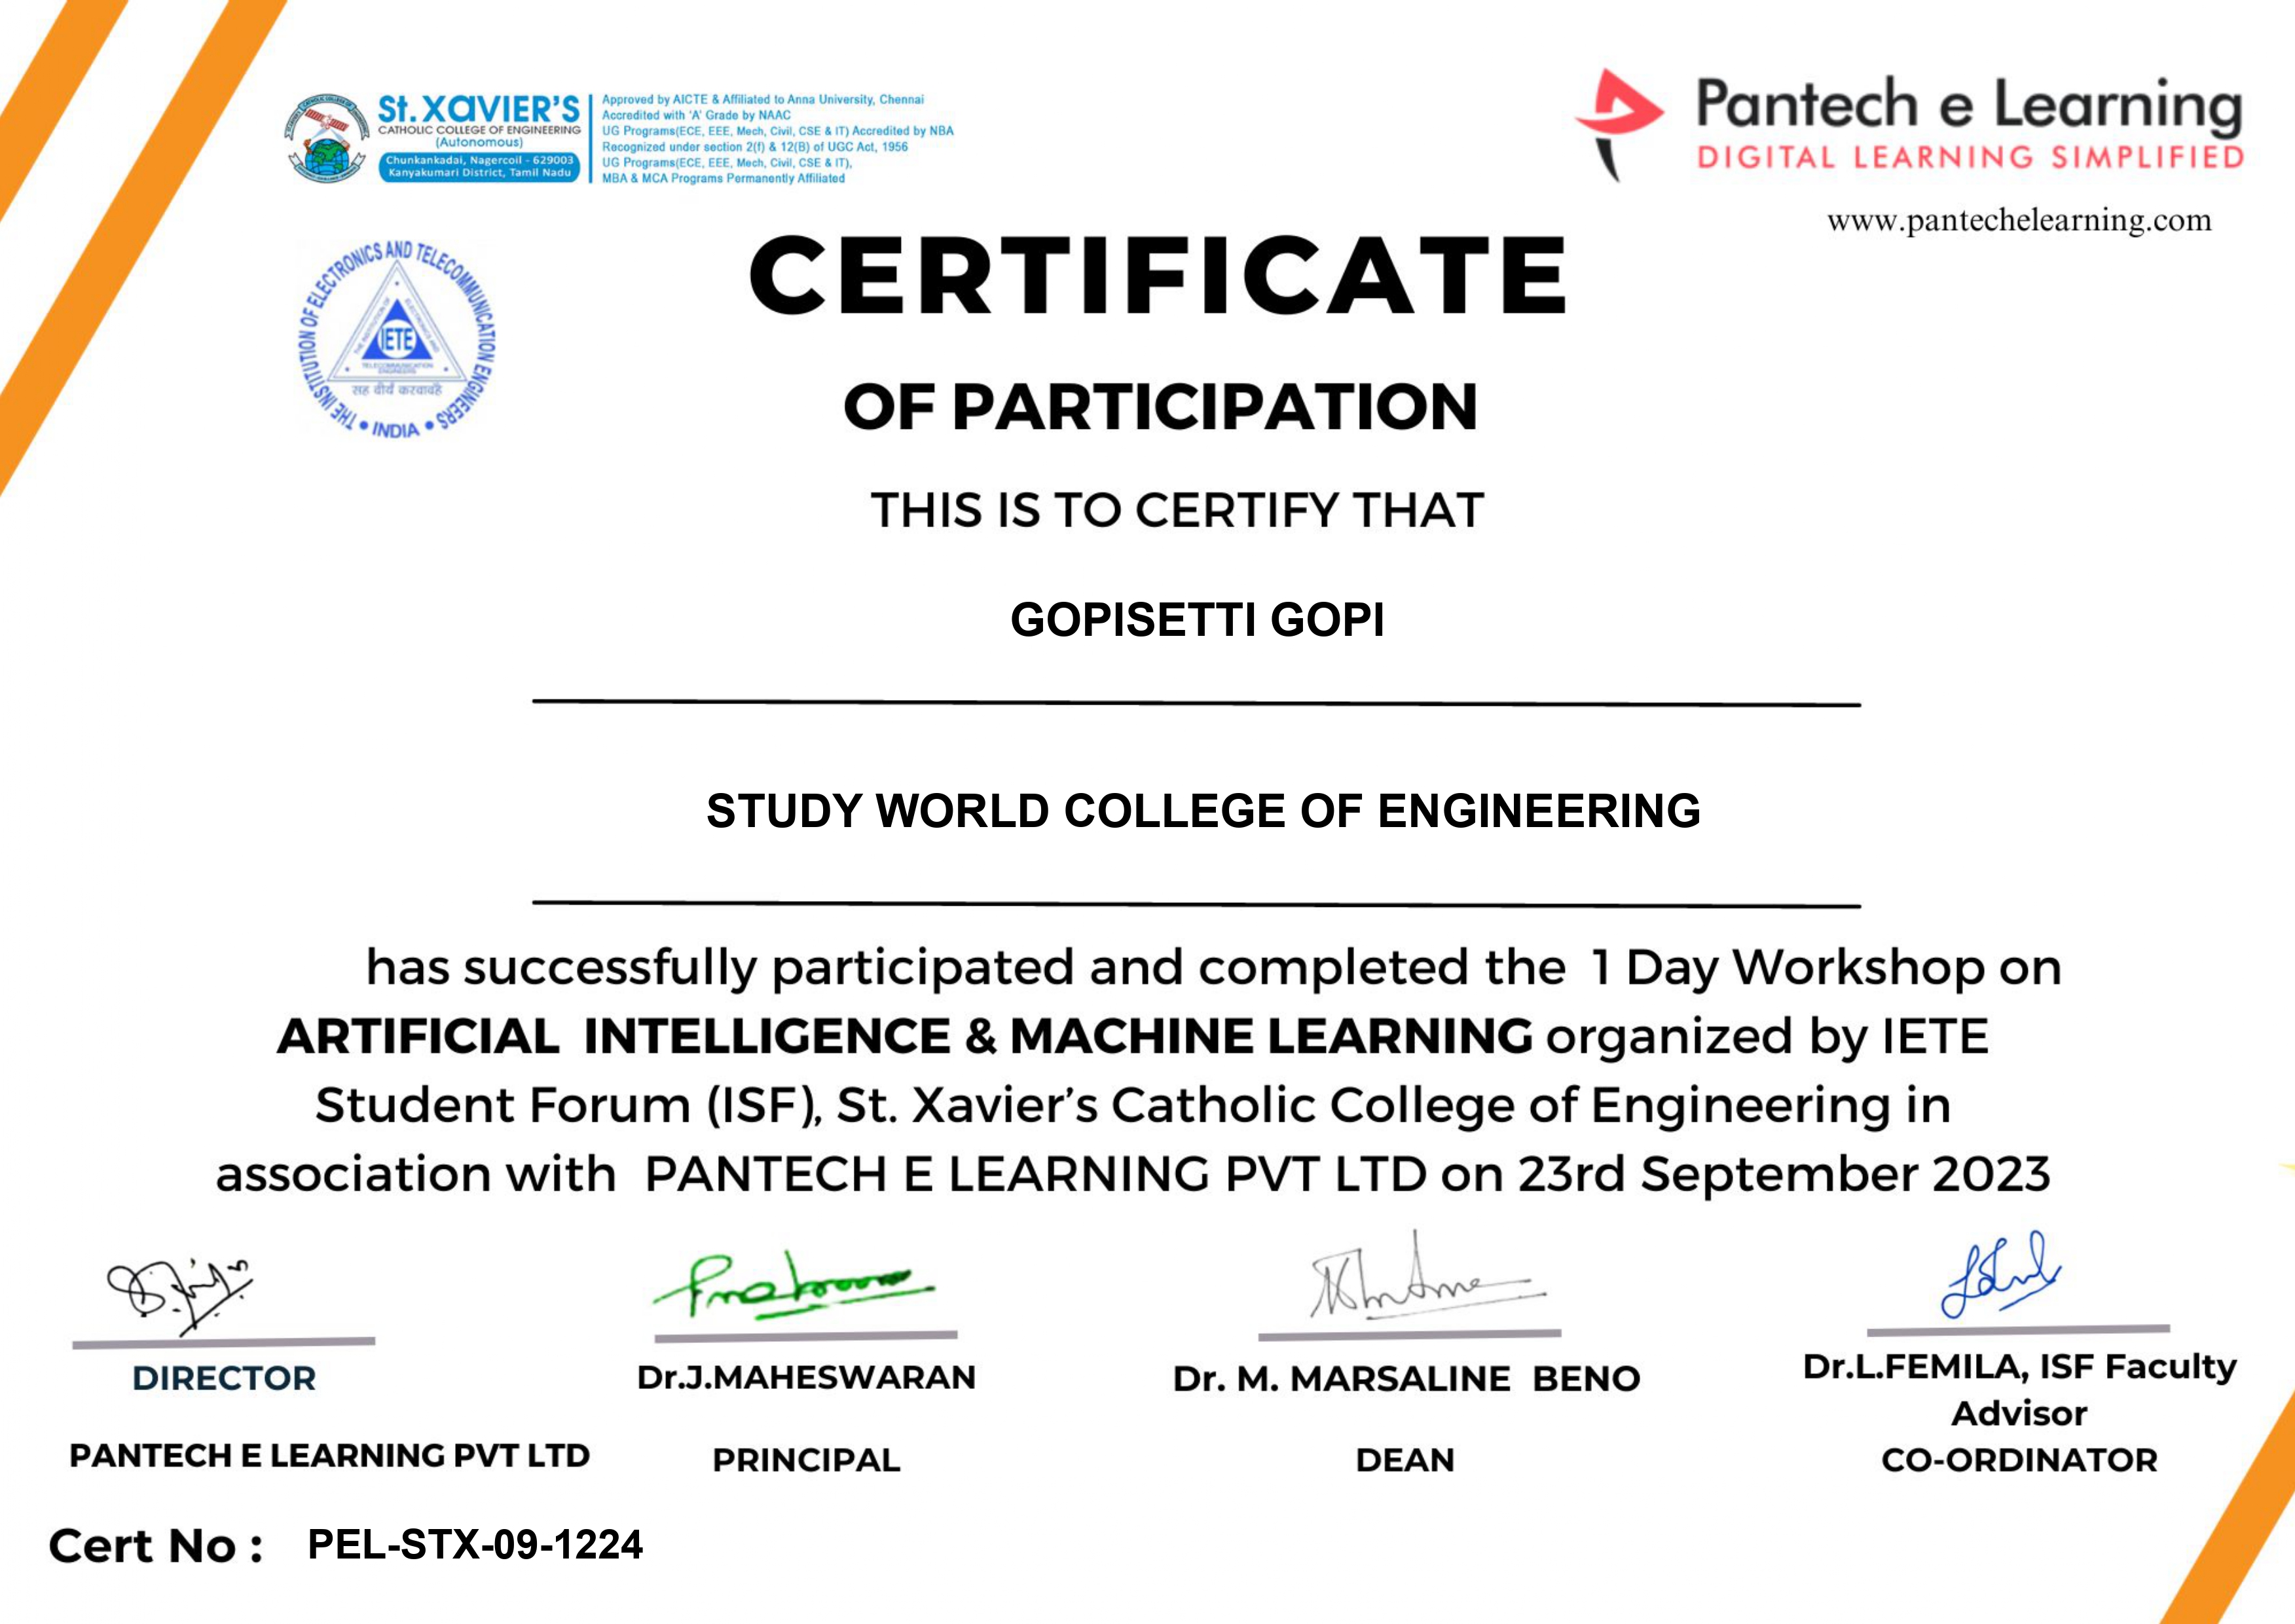 St. XAVIER'S
CATHOLIC COLLEGE OF ENGINEERING
(Autonomous)
Chunkankadai, Nagercoil - 629003
Kanyakumari District, Tamil Nadu
Approved by AICTE & Affiliated to Anna University, Chennai
Accredited with 'A' Grade by NAAC
UG Programs(ECE, EEE, Mech, Civil, CSE & IT) Accredited by NBA
Recognized under section 2(f) & 12(B) of UGC Act, 1956
UG Programs(ECE, EEE, Mech, Civil, CSE & IT),
MBA & MCA Programs Permanently Affiliated
Pantech e Learning
DIGITAL LEARNING SIMPLIFIED
www.pantechelearning.com
THE INSTITUTION OF ELECTRONICS AND TELECOMMUNICATION ENGINEERS
IETE
INDIA
CERTIFICATE
OF PARTICIPATION
THIS IS TO CERTIFY THAT
GOPISETTI GOPI
STUDY WORLD COLLEGE OF ENGINEERING
has successfully participated and completed the 1 Day Workshop on
ARTIFICIAL INTELLIGENCE & MACHINE LEARNING organized by IETE
Student Forum (ISF), St. Xavier's Catholic College of Engineering in
association with PANTECH E LEARNING PVT LTD on 23rd September 2023
DIRECTOR
PANTECH E LEARNING PVT LTD
Dr.J.MAHESWARAN
PRINCIPAL
Dr. M. MARSALINE BENO
DEAN
Dr.L.FEMILA, ISF Faculty
Advisor
CO-ORDINATOR
Cert No : PEL-STX-09-1224